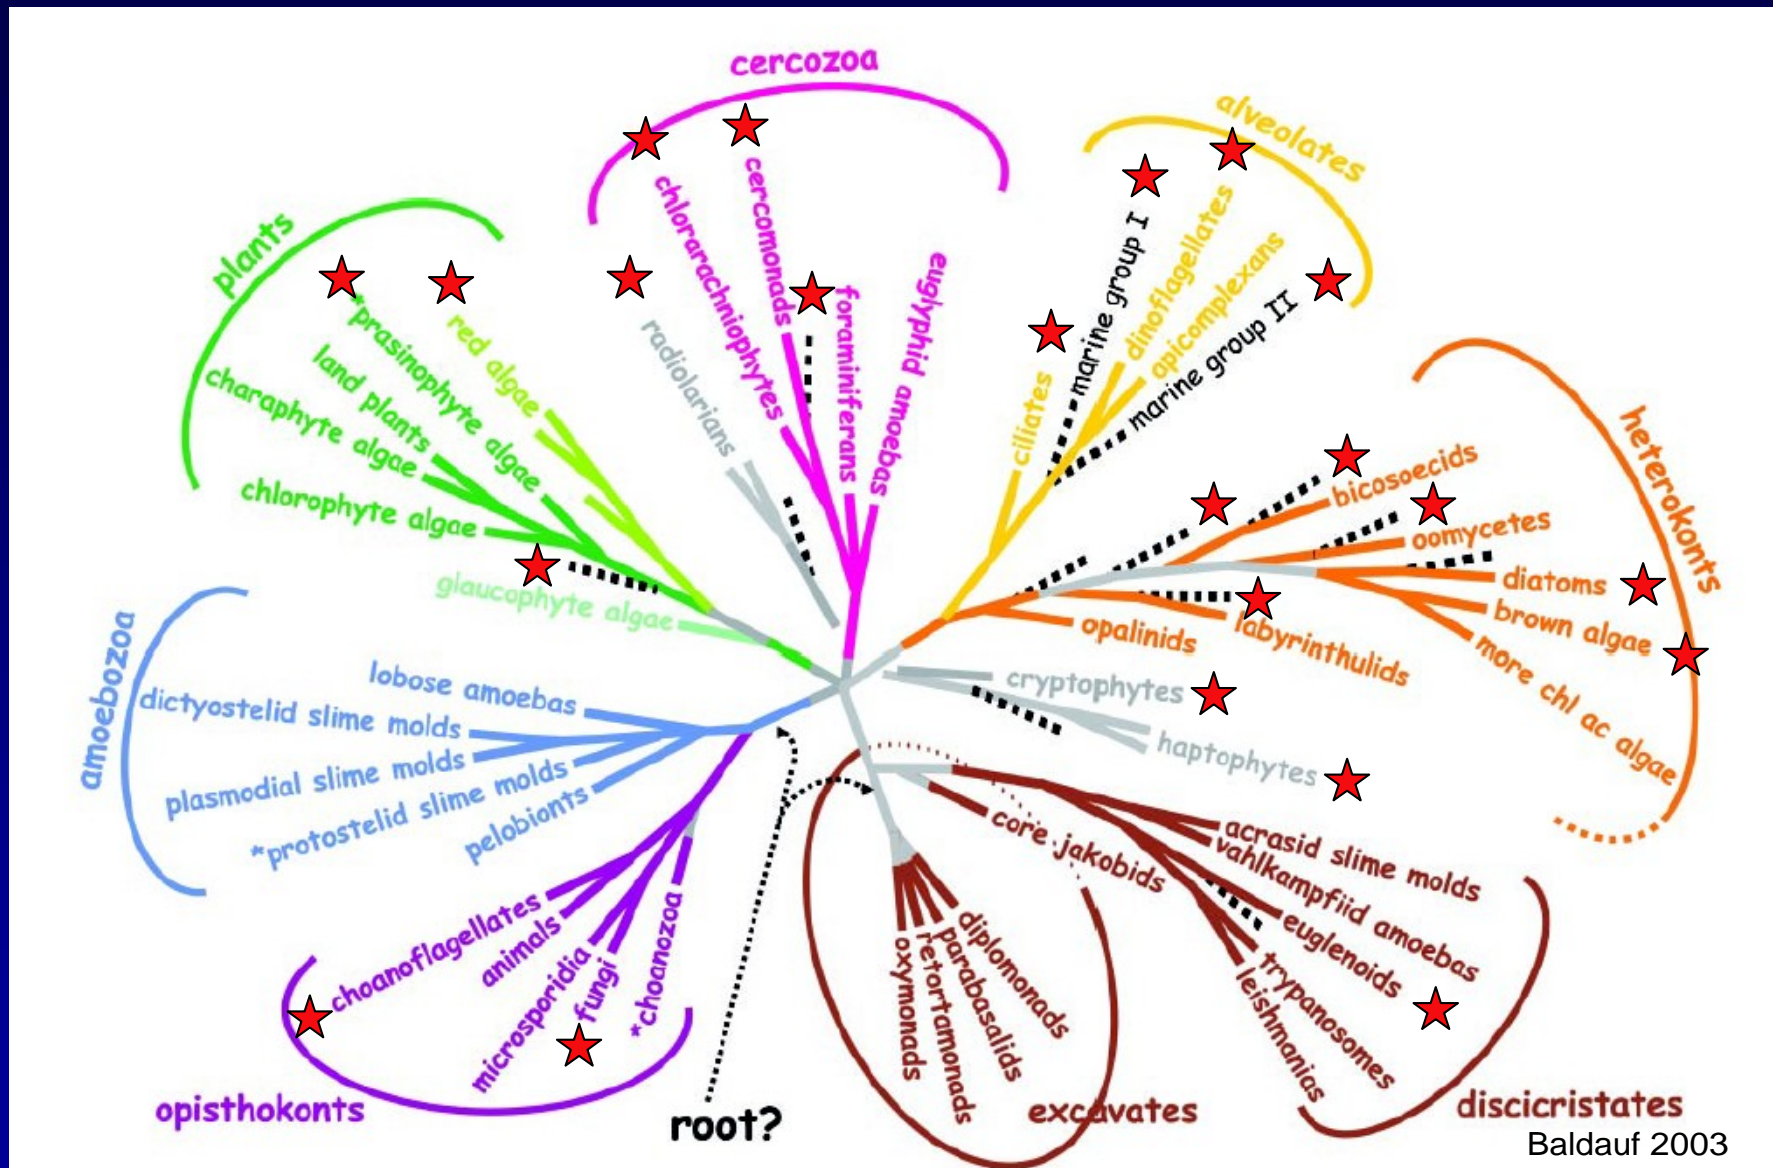 cercozoa
alveolates
plants
heterokonts
amoebozoa
opisthokonts
excavates
discicristates
chlorarachniophytes
cercomonads
foraminiferans
euglyphid amoebas
radiolarians
ciliates
marine group I
dinoflagellates
apicomplexans
marine group II
*prasinophyte algae
red algae
land plants
charaphyte algae
chlorophyte algae
glaucophyte algae
bicosoecids
oomycetes
diatoms
brown algae
more chl ac algae
labyrinthulids
opalinids
cryptophytes
haptophytes
lobose amoebas
dictyostelid slime molds
plasmodial slime molds
*protostelid slime molds
pelobionts
choanoflagellates
animals
microsporidia
fungi
*choanozoa
core jakobids
acrasid slime molds
vahlkampfiid amoebas
euglenoids
trypanosomes
leishmanias
diplomonads
parabasalids
retortamonads
oxymonads
root?
Baldauf 2003